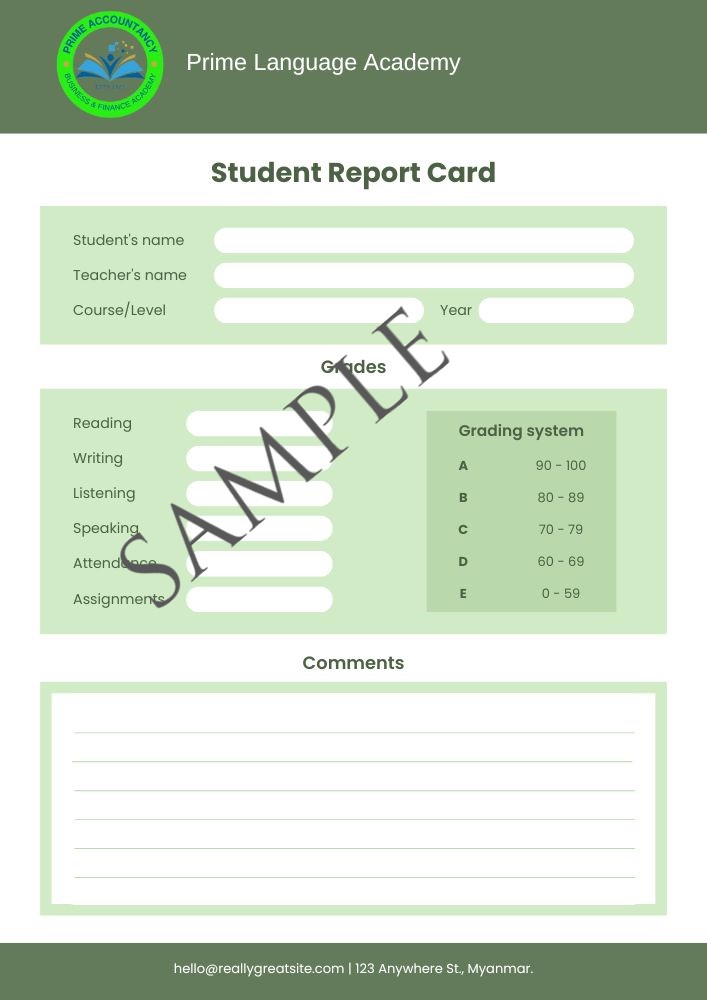 PRIME ACCOUNTANCY
BUSINESS & FINANCE ACADEMY
Prime Language Academy
Student Report Card
Student's name
Teacher's name
Course/Level
Year
Grades
Reading
Writing
Listening
Speaking
Attendance
Assignments
Grading system
A 90 - 100
B 80 - 89
C 70 - 79
D 60 - 69
E 0 - 59
SAMPLE
Comments
hello@reallygreatsite.com | 123 Anywhere St., Myanmar.